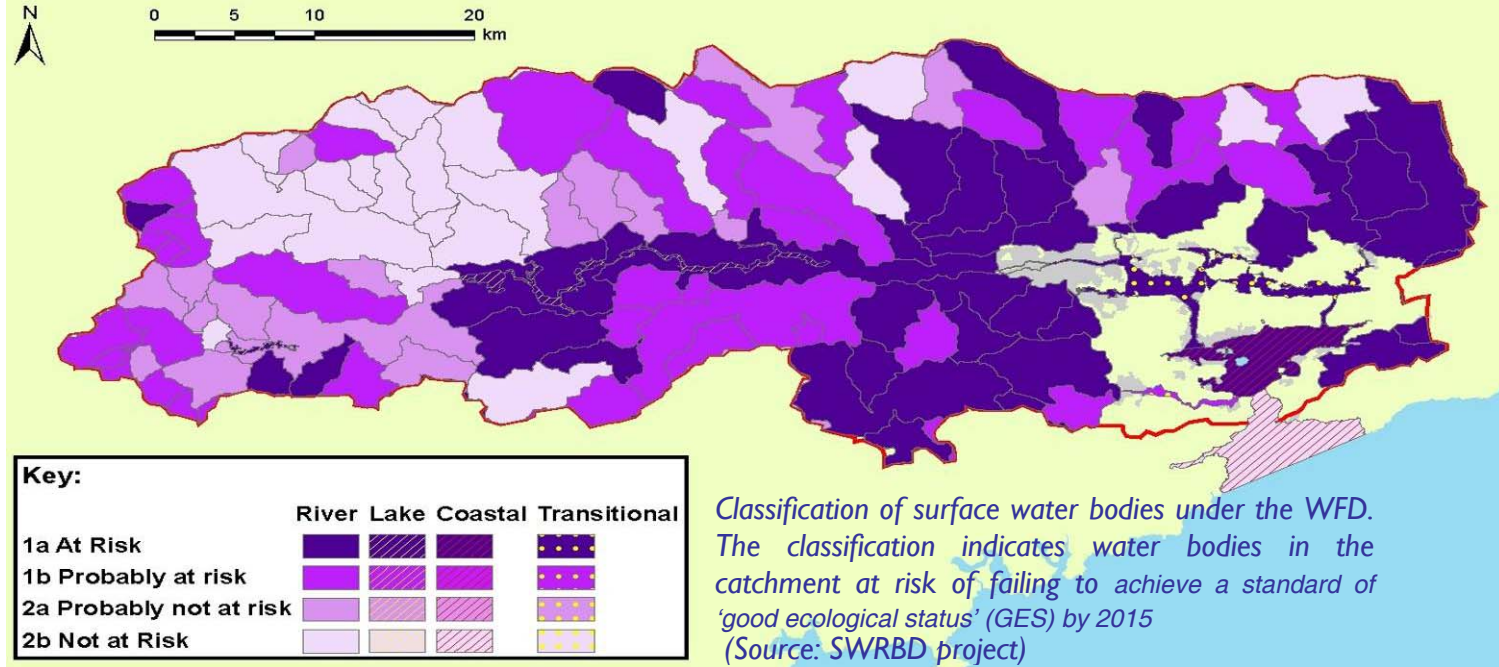 N
0 5 10 20
km
Key:
River Lake Coastal Transitional
1a At Risk
1b Probably at risk
2a Probably not at risk
2b Not at Risk
Classification of surface water bodies under the WFD.
The classification indicates water bodies in the
catchment at risk of failing to achieve a standard of
'good ecological status' (GES) by 2015
(Source: SWRBD project)